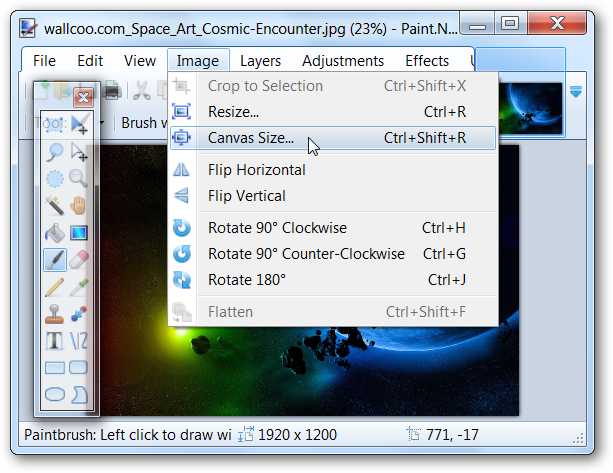 wallcoo.com_Space_Art_Cosmic-Encounter.jpg (23%) - Paint.N...
File Edit View Image Layers Adjustments Effects
Brush w
Crop to Selection Ctrl+Shift+X
Resize... Ctrl+R
Canvas Size... Ctrl+Shift+R
Flip Horizontal
Flip Vertical
Rotate 90° Clockwise Ctrl+H
Rotate 90° Counter-Clockwise Ctrl+G
Rotate 180° Ctrl+J
Flatten Ctrl+Shift+F
Paintbrush: Left click to draw wi 1920 x 1200 771, -17